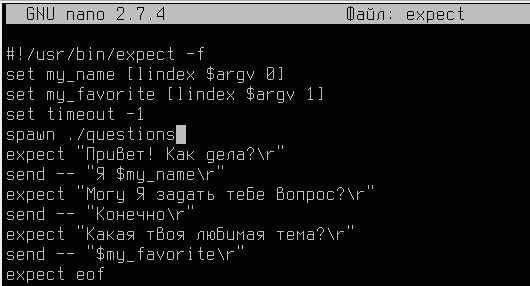 GNU nano 2.7.4 Файл: expect
#!/usr/bin/expect -f
set my_name [lindex $argv 0]
set my_favorite [lindex $argv 1]
set timeout -1
spawn ./questions
expect "Привет! Как дела?\r"
send -- "Я $my_name\r"
expect "Могу Я задать тебе вопрос?\r"
send -- "Конечно\r"
expect "Какая твоя любимая тема?\r"
send -- "$my_favorite\r"
expect eof